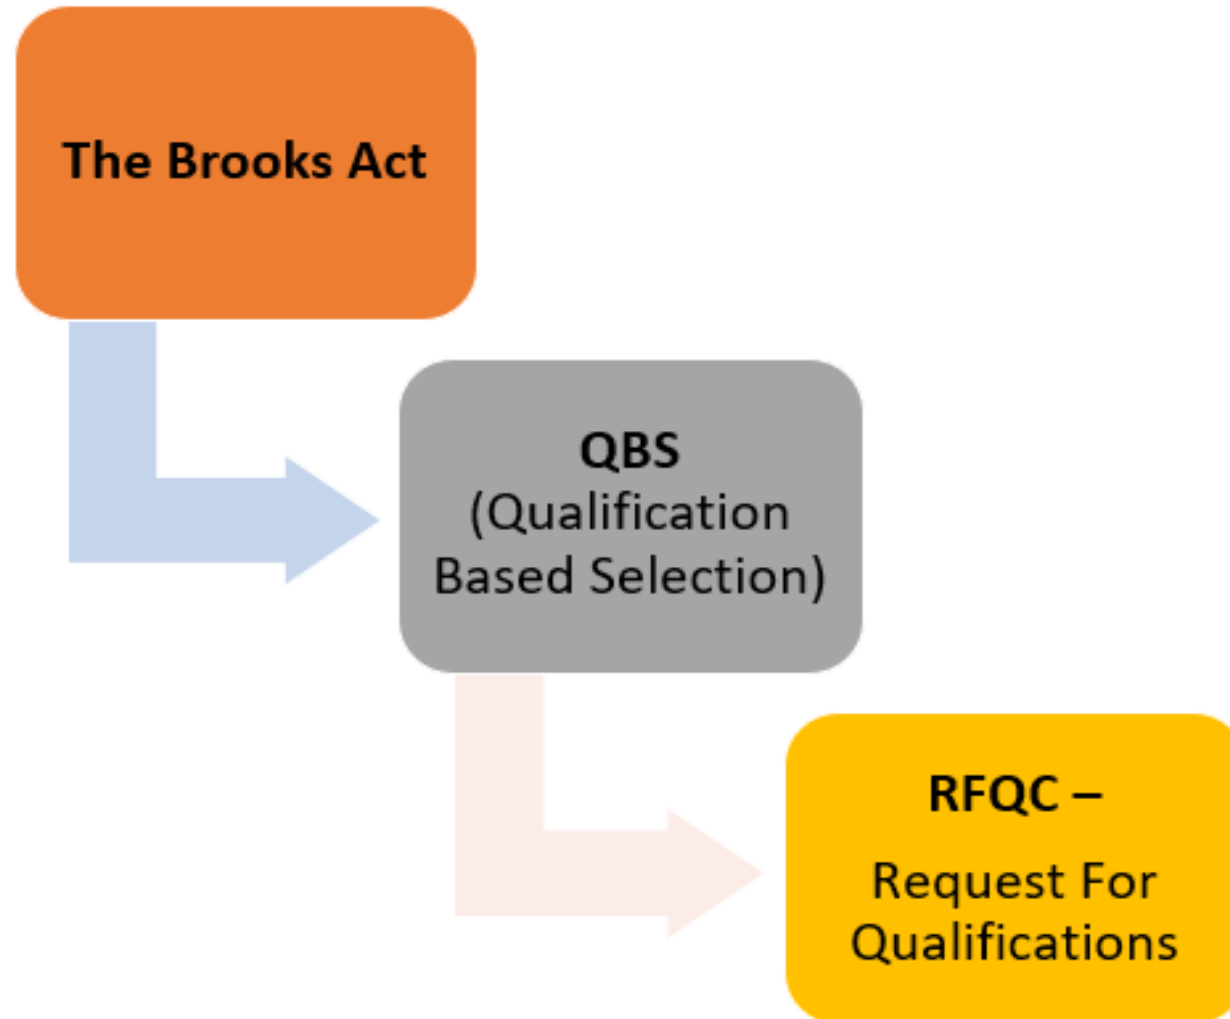 The Brooks Act
QBS
(Qualification
Based Selection)
RFQC –
Request For
Qualifications